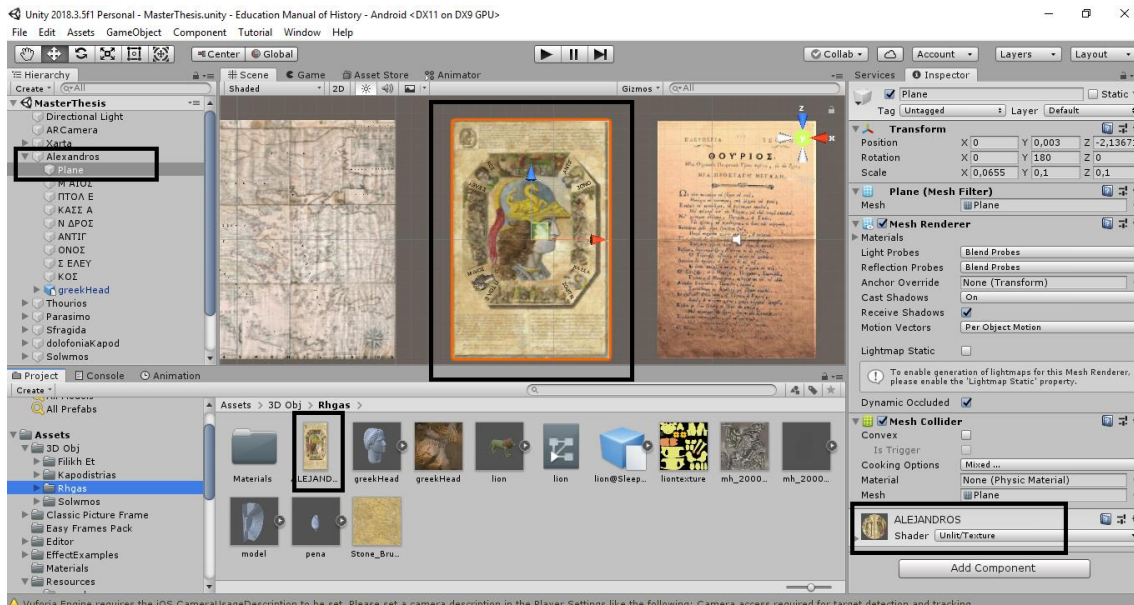 Unity 2018.3.5f1 Personal - MasterThesis.unity - Education Manual of History - Android <DX11 on DX9 GPU>
File Edit Assets GameObject Component Tutorial Window Help
Center Global
Collab Account Layers Layout
Hierarchy
Scene Game Asset Store Animator
Services Inspector
Create All
Shaded 2D Gizmos All
MasterThesis
Directional Light
ARCamera
Xarta
Alexandros
Plane
ΠΤΟΛ Ε
ΚΑΣΣ Α
Ν ΔΡΟΣ
ΑΝΤΙΓ
ΟΝΟΣ
Σ ΕΛΕΥ
ΚΟΣ
greekHead
Thourios
Parasimo
Sfragida
dolofoniaKapod
Solwmos
z
x
ΘΟΥΡΙΟΣ
Plane Static
Tag Untagged Layer Default
Transform
Position X 0 Y 0,003 Z -2,1367
Rotation X 0 Y 180 Z 0
Scale X 0,0655 Y 0,1 Z 0,1
Plane (Mesh Filter)
Mesh Plane
Mesh Renderer
Materials
Light Probes Blend Probes
Reflection Probes Blend Probes
Anchor Override None (Transform)
Cast Shadows On
Receive Shadows
Motion Vectors Per Object Motion
Lightmap Static
To enable generation of lightmaps for this Mesh Renderer,
please enable the 'Lightmap Static' property.
Dynamic Occluded
Mesh Collider
Convex
Is Trigger
Cooking Options Mixed ...
Material None (Physic Material)
Mesh Plane
ALEJANDROS
Shader Unlit/Texture
Add Component
Project Console Animation
Create
All Prefabs
Assets
3D Obj
Filikh Et
Kapodistrias
Rhgas
Solwmos
Classic Picture Frame
Easy Frames Pack
Editor
EffectExamples
Materials
Resources
Assets > 3D Obj > Rhgas >
Materials ALEJAND... greekHead greekHead lion lion lion@Sleep... liontexture mh_2000... mh_2000...
model pena Stone_Bru...
Vuforia Engine requires the iOS CameraUsageDescription to be set. Please set a camera description in the Player Settings like the following: Camera access required for target detection and tracking